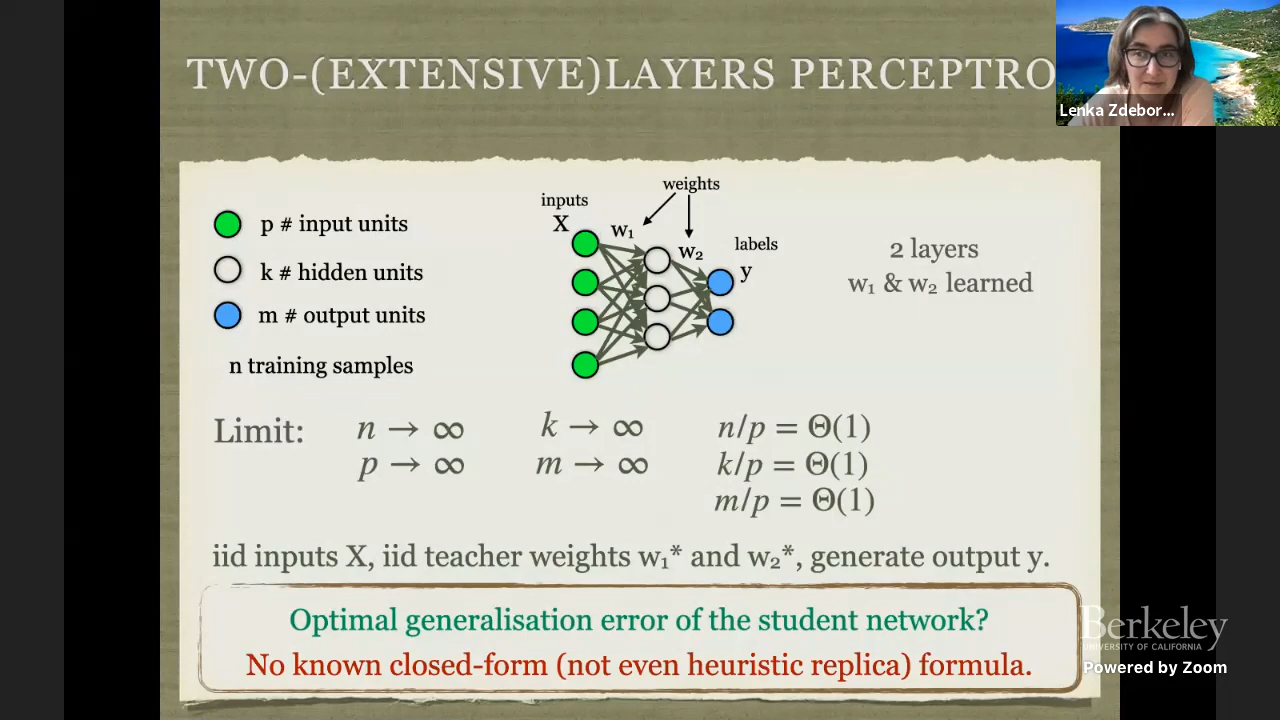 TWO-(EXTENSIVE)LAYERS PERCEPTRO
Lenka Zdebor...
p # input units
k # hidden units
m # output units
n training samples
weights
inputs
X
w₁
w₂
labels
y
2 layers
w₁ & w₂ learned
Limit:
n → ∞
p → ∞
k → ∞
m → ∞
n/p = Θ(1)
k/p = Θ(1)
m/p = Θ(1)
iid inputs X, iid teacher weights w₁* and w₂*, generate output y.
Optimal generalisation error of the student network?
No known closed-form (not even heuristic replica) formula.
Berkeley
UNIVERSITY OF CALIFORNIA
Powered by Zoom